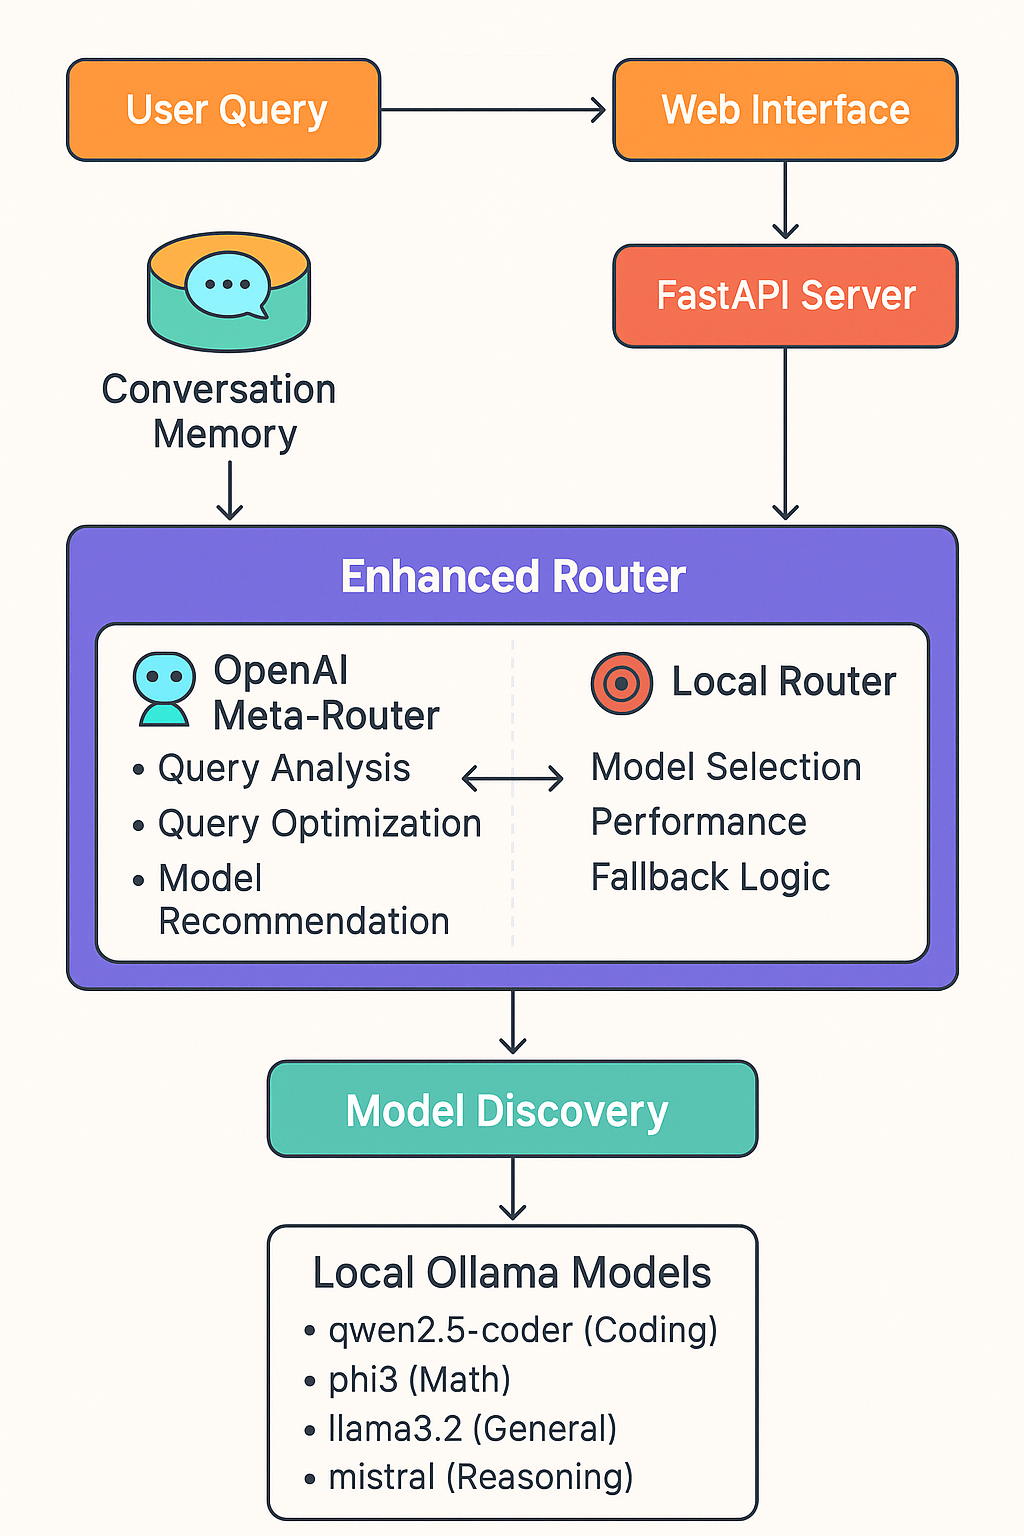 User Query
Web Interface
FastAPI Server
Conversation
Memory
Enhanced Router
OpenAI
Meta-Router
• Query Analysis
• Query Optimization
• Model
Recommendation
Local Router
Model Selection
Performance
Fallback Logic
Model Discovery
Local Ollama Models
• qwen2.5-coder (Coding)
• phi3 (Math)
• llama3.2 (General)
• mistral (Reasoning)